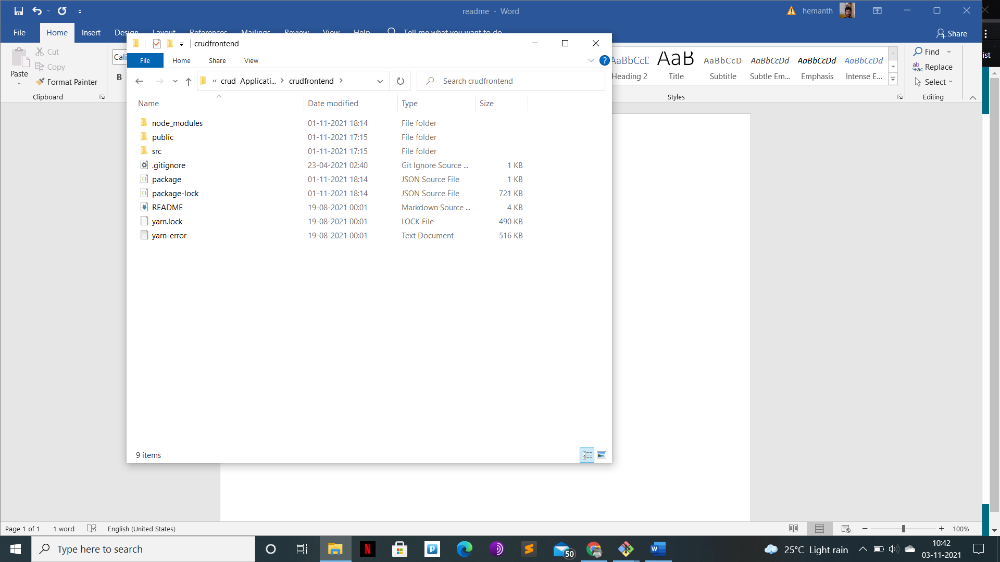 readme - Word
hemanth
File Home Insert Design Layout References Mailings Review View Help Tell me what you want to do
Share
Cut
Copy
Paste
Format Painter
Clipboard
Cali
B
AaBbCcD
AaB
AaBbCcD
AaBbCcDd
AaBbCcDd
AaBbCcDd
Heading 2
Title
Subtitle
Subtle Em...
Emphasis
Intense E...
Styles
Find
Replace
Select
Editing
ist
crudfrontend
File Home Share View
« crud Applicati... > crudfrontend >
Search crudfrontend
Name Date modified Type Size
node_modules 01-11-2021 18:14 File folder
public 01-11-2021 17:15 File folder
src 01-11-2021 17:15 File folder
.gitignore 23-04-2021 02:40 Git Ignore Source ... 1 KB
package 01-11-2021 18:14 JSON Source File 1 KB
package-lock 01-11-2021 18:14 JSON Source File 721 KB
README 19-08-2021 00:01 Markdown Source ... 4 KB
yarn.lock 19-08-2021 00:01 LOCK File 490 KB
yarn-error 19-08-2021 00:01 Text Document 516 KB
9 items
Page 1 of 1 1 word English (United States) 100%
Type here to search
50
25°C Light rain
10:42
03-11-2021